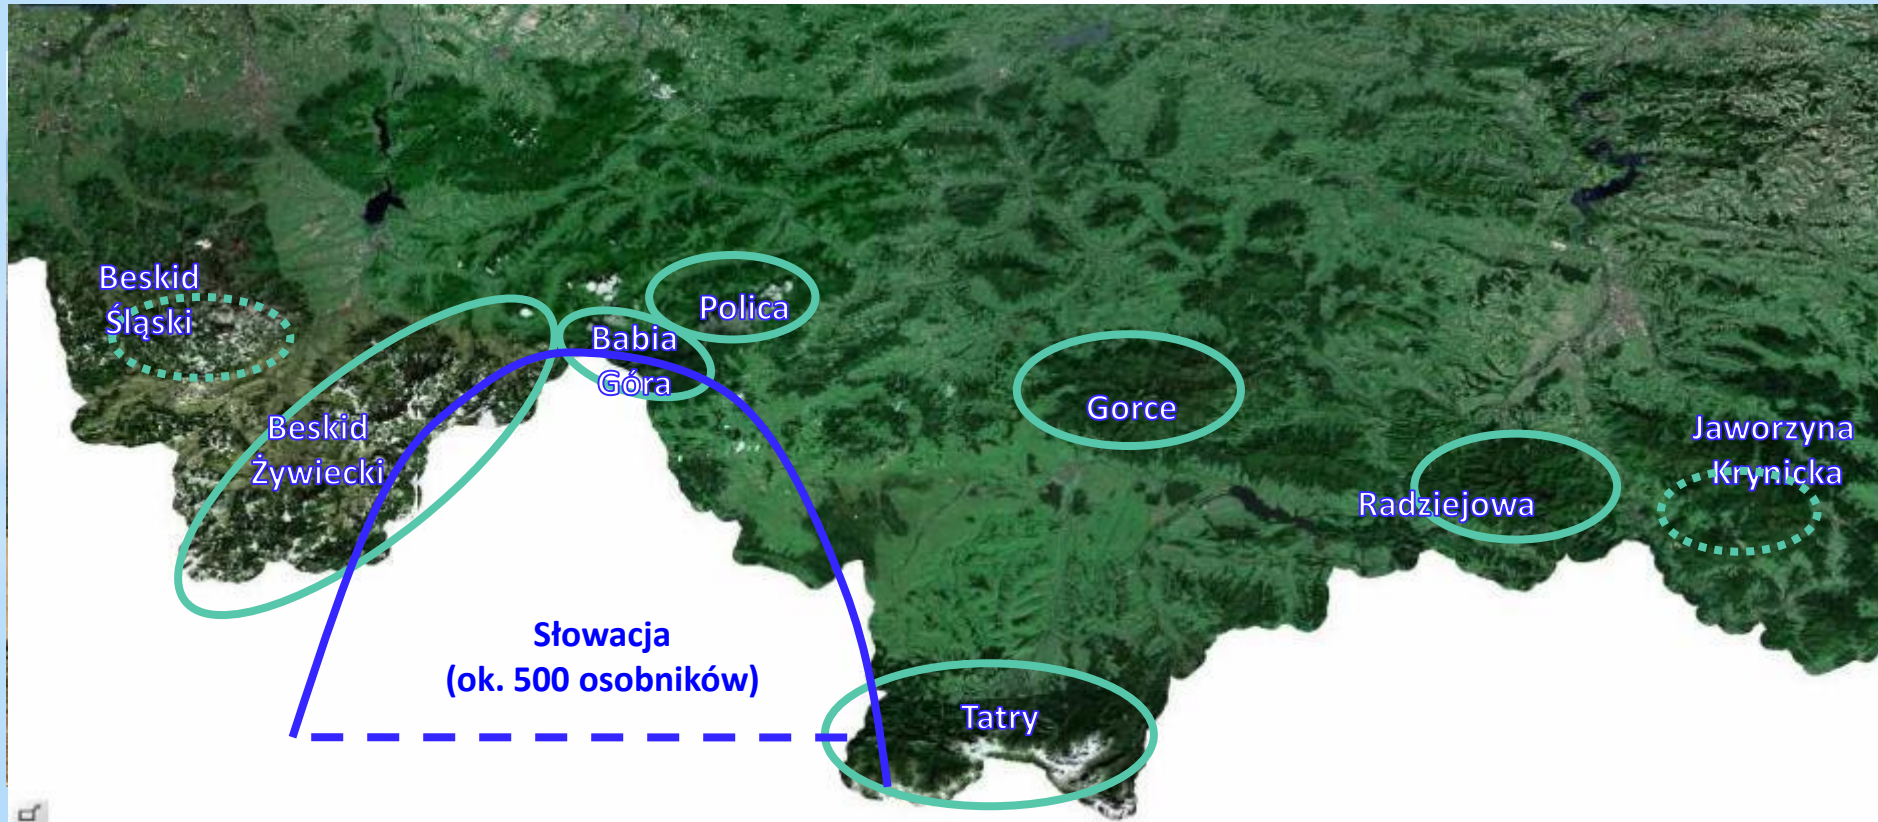 Beskid
Śląski
Polica
Babia
Góra
Beskid
Żywiecki
Gorce
Jaworzyna
Krynicka
Radziejowa
Słowacja
(ok. 500 osobników)
Tatry